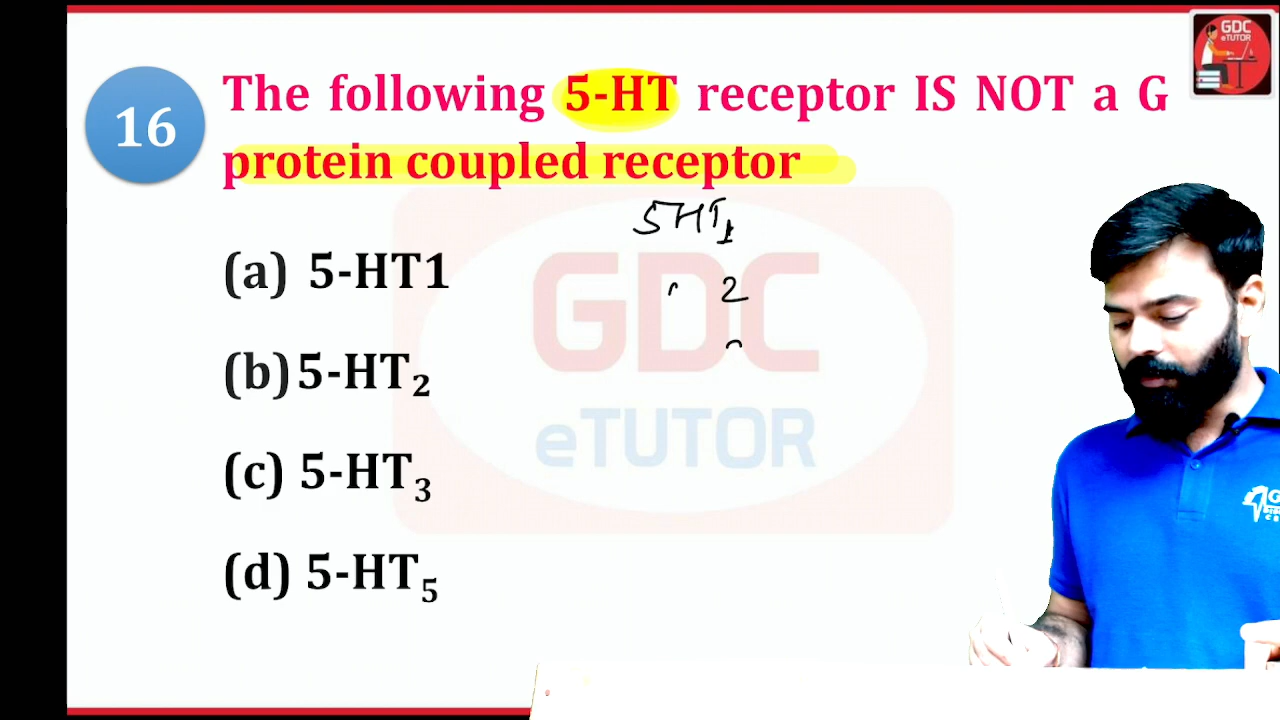 GDC
eTUTOR
16
The following 5-HT receptor IS NOT a G
protein coupled receptor
5HT1
2
(a) 5-HT1
(b) 5-HT₂
(c) 5-HT₃
(d) 5-HT₅
GDC
eTUTOR